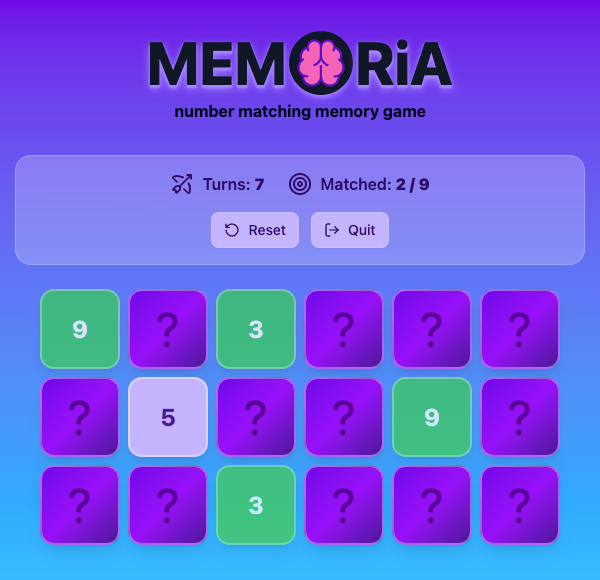 MEMORiA
number matching memory game
Turns: 7 Matched: 2 / 9
Reset Quit
9 ? 3 ? ? ?
? 5 ? ? 9 ?
? ? 3 ? ? ?